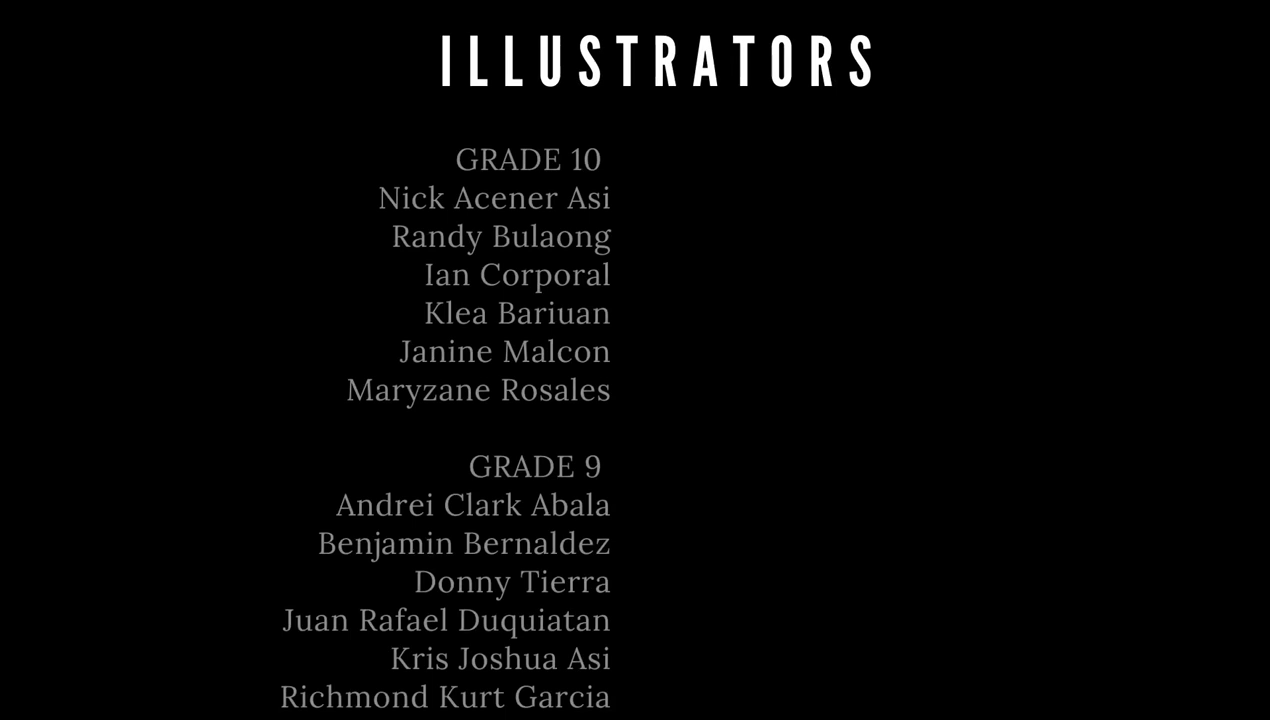 ILLUSTRATORS
GRADE 10
Nick Acener Asi
Randy Bulaong
Ian Corporal
Klea Bariuan
Janine Malcon
Maryzane Rosales
GRADE 9
Andrei Clark Abala
Benjamin Bernaldez
Donny Tierra
Juan Rafael Duquiatan
Kris Joshua Asi
Richmond Kurt Garcia